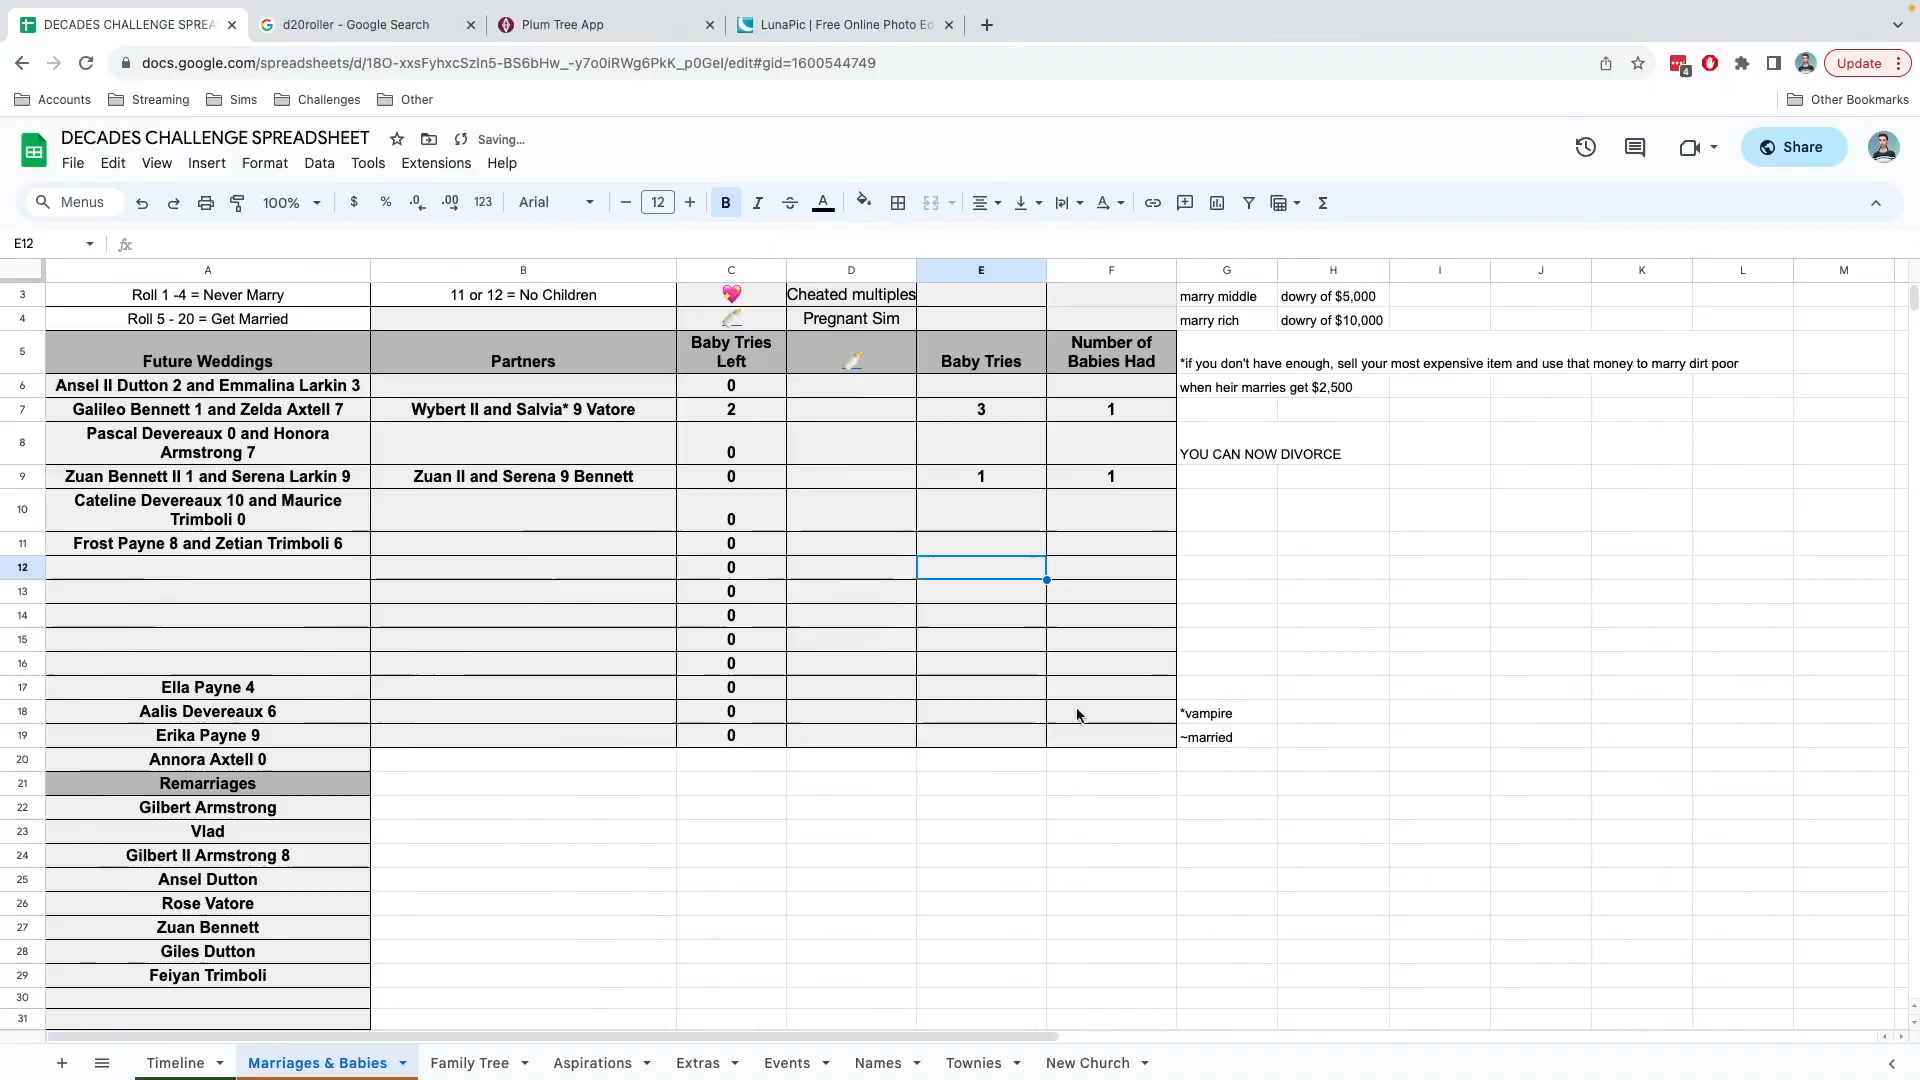 DECADES CHALLENGE SPREA
d20roller - Google Search
Plum Tree App
LunaPic | Free Online Photo Ed
docs.google.com/spreadsheets/d/18O-xxsFyhxcSzIn5-BS6bHw_-y7o0iRWg6PkK_p0GeI/edit#gid=1600544749
4
Update
Accounts
Streaming
Sims
Challenges
Other
Other Bookmarks
DECADES CHALLENGE SPREADSHEET
Saving...
File Edit View Insert Format Data Tools Extensions Help
Share
Menus
100%
$ % .0 .00 123
Arial
12
B I
A
E12
fx
A B C D E F G H I J K L M
3 Roll 1 -4 = Never Marry 11 or 12 = No Children 💖 Cheated multiples marry middle dowry of $5,000
4 Roll 5 - 20 = Get Married Pregnant Sim marry rich dowry of $10,000
5 Future Weddings Partners Baby Tries Left Baby Tries Number of Babies Had *if you don't have enough, sell your most expensive item and use that money to marry dirt poor
6 Ansel II Dutton 2 and Emmalina Larkin 3 0 when heir marries get $2,500
7 Galileo Bennett 1 and Zelda Axtell 7 Wybert II and Salvia* 9 Vatore 2 3 1
8 Pascal Devereaux 0 and Honora Armstrong 7 0 YOU CAN NOW DIVORCE
9 Zuan Bennett II 1 and Serena Larkin 9 Zuan II and Serena 9 Bennett 0 1 1
10 Cateline Devereaux 10 and Maurice Trimboli 0 0
11 Frost Payne 8 and Zetian Trimboli 6 0
12 0
13 0
14 0
15 0
16 0
17 Ella Payne 4 0
18 Aalis Devereaux 6 0 *vampire
19 Erika Payne 9 0 ~married
20 Annora Axtell 0
21 Remarriages
22 Gilbert Armstrong
23 Vlad
24 Gilbert II Armstrong 8
25 Ansel Dutton
26 Rose Vatore
27 Zuan Bennett
28 Giles Dutton
29 Feiyan Trimboli
30
31
Timeline
Marriages & Babies
Family Tree
Aspirations
Extras
Events
Names
Townies
New Church